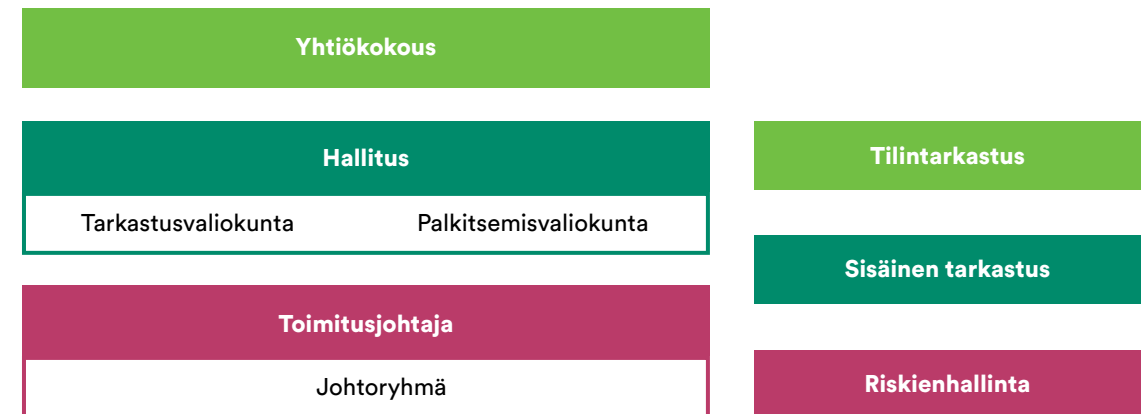 Yhtiökokous
Hallitus
Tarkastusvaliokunta Palkitsemisvaliokunta
Toimitusjohtaja
Johtoryhmä
Tilintarkastus
Sisäinen tarkastus
Riskienhallinta